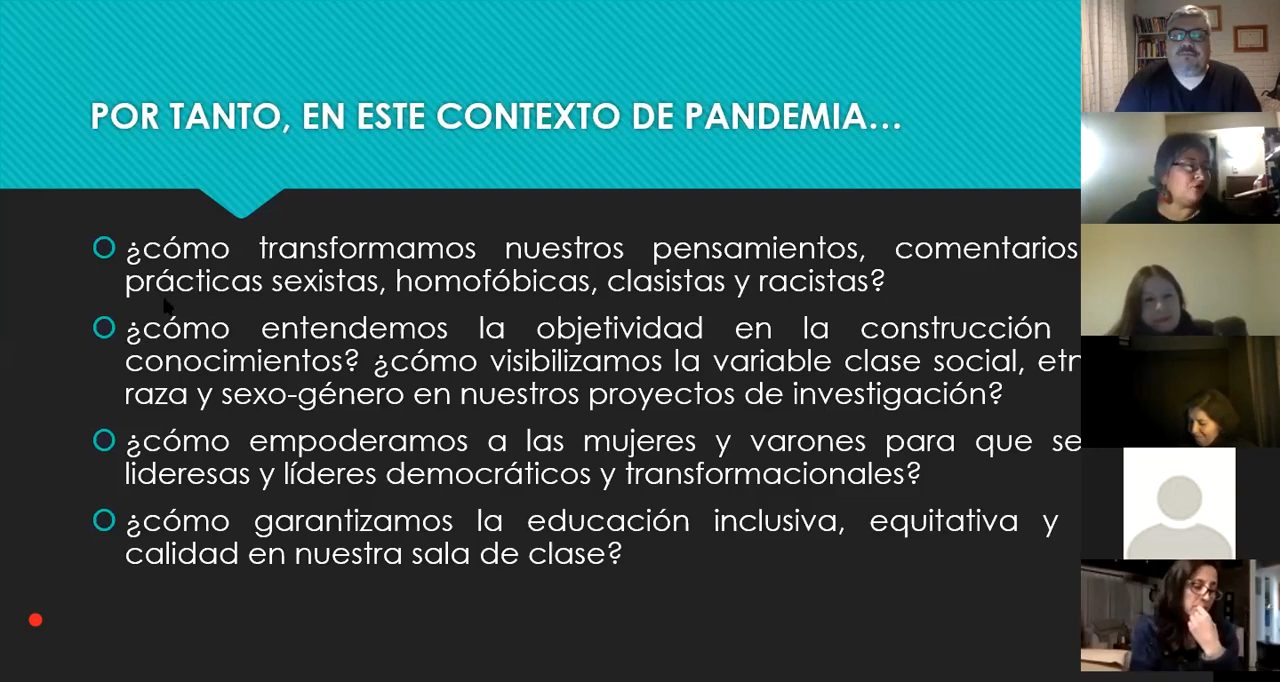 POR TANTO, EN ESTE CONTEXTO DE PANDEMIA...
¿cómo transformamos nuestros pensamientos, comentarios
prácticas sexistas, homofóbicas, clasistas y racistas?
¿cómo entendemos la objetividad en la construcción
conocimientos? ¿cómo visibilizamos la variable clase social,
raza y sexo-género en nuestros proyectos de investigación?
¿cómo empoderamos a las mujeres y varones para que
lideresas y líderes democráticos y transformacionales?
¿cómo garantizamos la educación inclusiva, equitativa y
calidad en nuestra sala de clase?